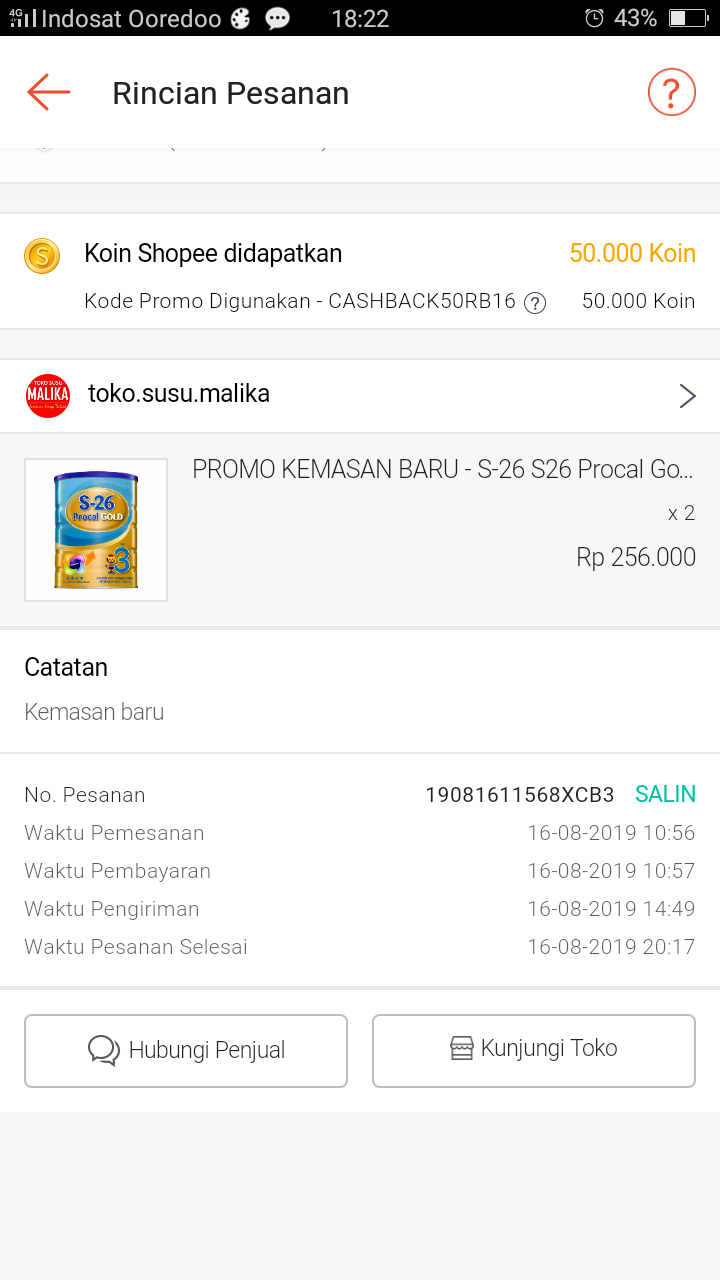 4G Indosat Ooredoo 18:22 43%
Rincian Pesanan ?
Koin Shopee didapatkan 50.000 Koin
Kode Promo Digunakan - CASHBACK50RB16 ? 50.000 Koin
TOKO SUSU
MALIKA
toko.susu.malika
PROMO KEMASAN BARU - S-26 S26 Procal Go...
S-26
Procal GOLD
3
x 2
Rp 256.000
Catatan
Kemasan baru
No. Pesanan 19081611568XCB3 SALIN
Waktu Pemesanan 16-08-2019 10:56
Waktu Pembayaran 16-08-2019 10:57
Waktu Pengiriman 16-08-2019 14:49
Waktu Pesanan Selesai 16-08-2019 20:17
Hubungi Penjual Kunjungi Toko